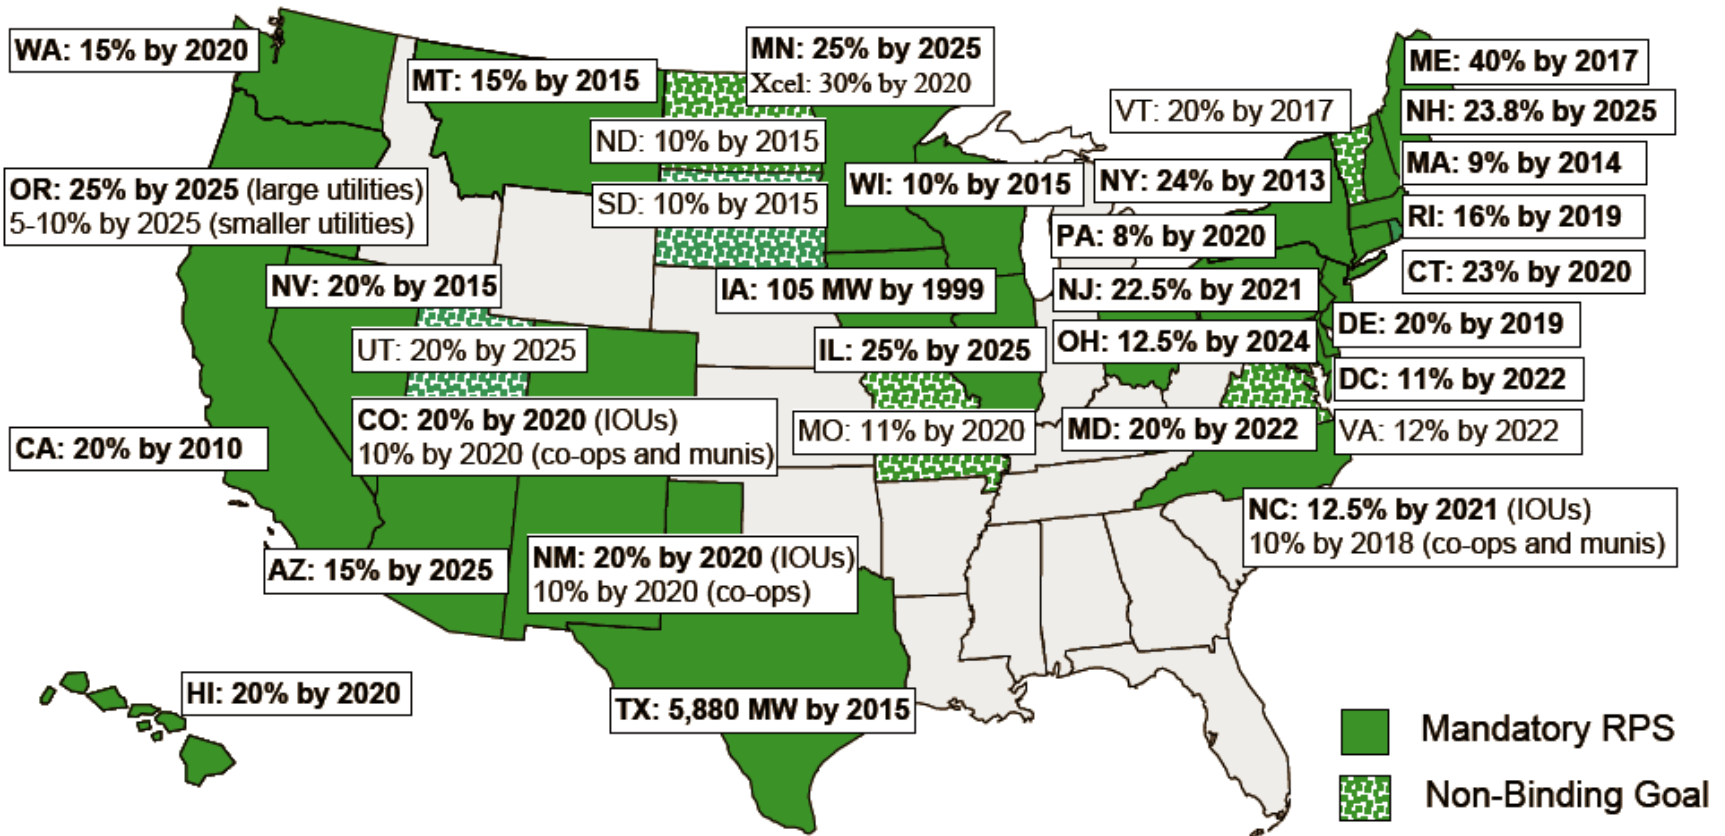 WA: 15% by 2020
MT: 15% by 2015
MN: 25% by 2025
Xcel: 30% by 2020
ME: 40% by 2017
VT: 20% by 2017
NH: 23.8% by 2025
ND: 10% by 2015
MA: 9% by 2014
OR: 25% by 2025 (large utilities)
5-10% by 2025 (smaller utilities)
SD: 10% by 2015
WI: 10% by 2015
NY: 24% by 2013
RI: 16% by 2019
PA: 8% by 2020
CT: 23% by 2020
NV: 20% by 2015
IA: 105 MW by 1999
NJ: 22.5% by 2021
DE: 20% by 2019
UT: 20% by 2025
IL: 25% by 2025
OH: 12.5% by 2024
DC: 11% by 2022
CO: 20% by 2020 (IOUs)
10% by 2020 (co-ops and munis)
MO: 11% by 2020
MD: 20% by 2022
VA: 12% by 2022
CA: 20% by 2010
NC: 12.5% by 2021 (IOUs)
10% by 2018 (co-ops and munis)
AZ: 15% by 2025
NM: 20% by 2020 (IOUs)
10% by 2020 (co-ops)
HI: 20% by 2020
TX: 5,880 MW by 2015
Mandatory RPS
Non-Binding Goal